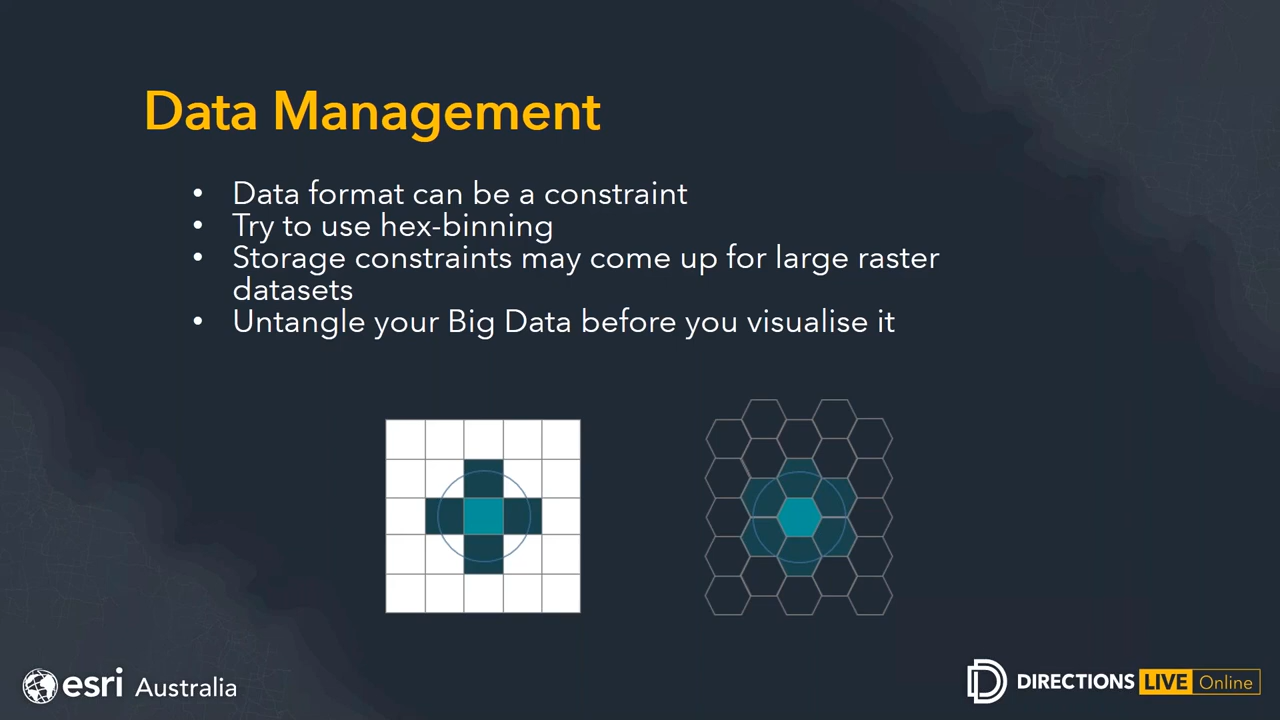 Data Management
• Data format can be a constraint
• Try to use hex-binning
• Storage constraints may come up for large raster
datasets
• Untangle your Big Data before you visualise it
esri Australia
DIRECTIONS LIVE Online